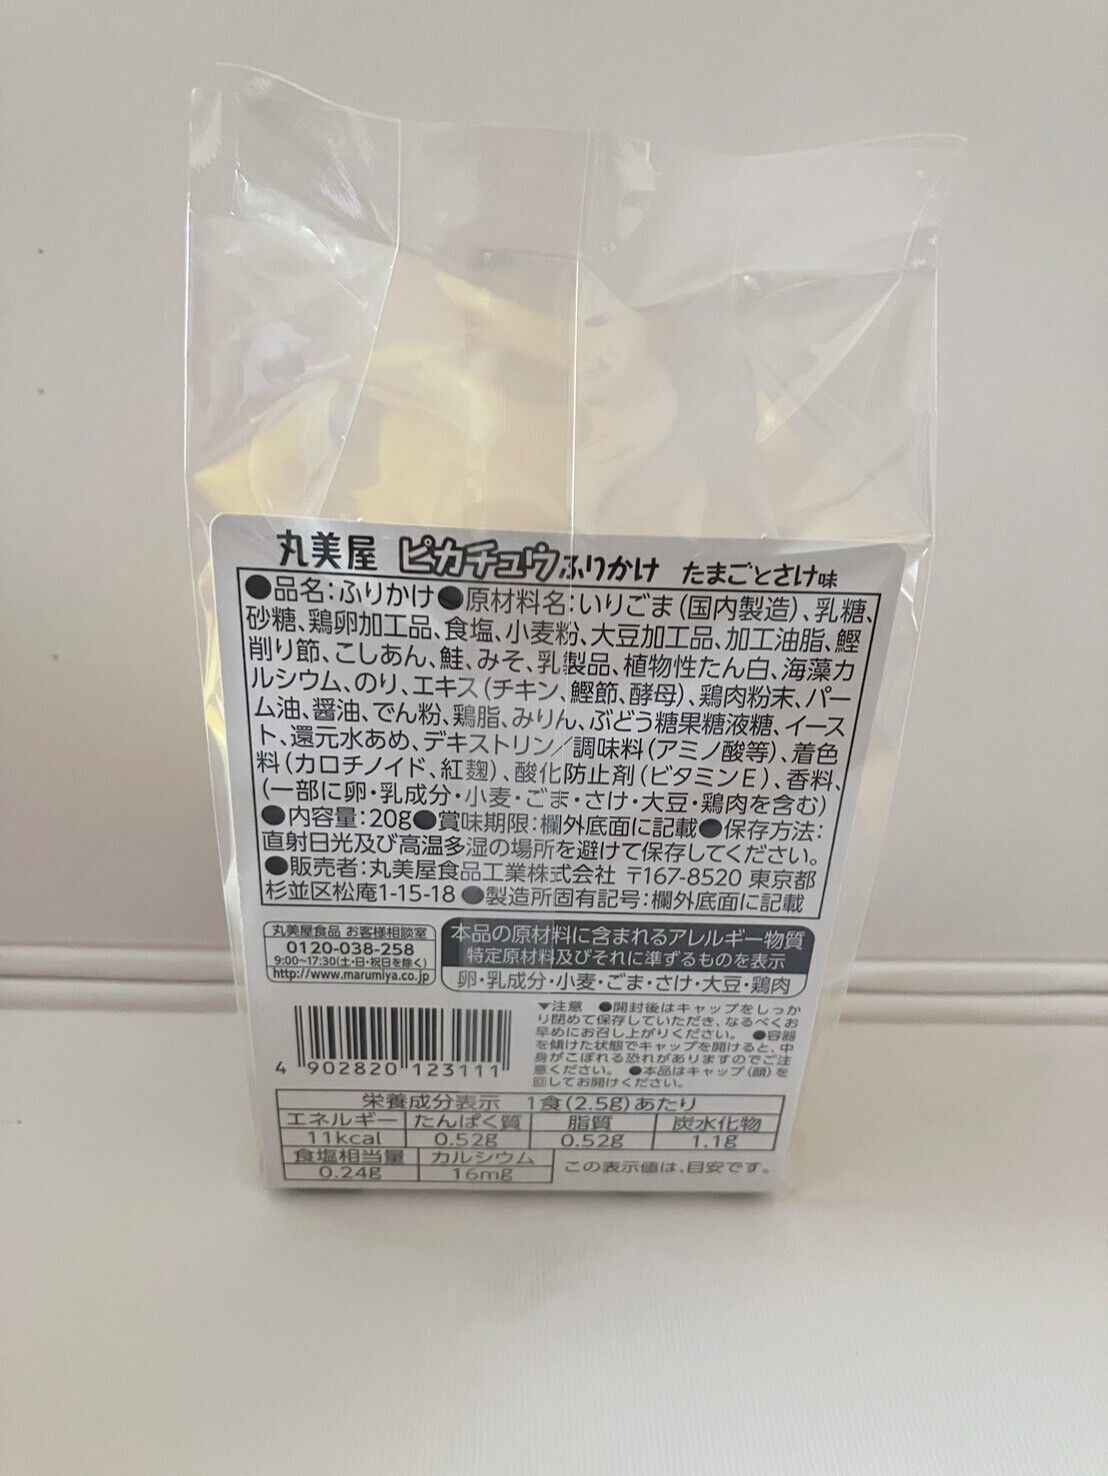 丸美屋 ピカチュウふりかけ たまごとさけ味
●品名:ふりかけ●原材料名:いりごま(国内製造)、乳糖、
砂糖、鶏卵加工品、食塩、小麦粉、大豆加工品、加工油脂、鰹
削り節、こしあん、鮭、みそ、乳製品、植物性たん白、海藻カ
ルシウム、のり、エキス(チキン、鰹節、酵母)、鶏肉粉末、パー
ム油、醤油、でん粉、鶏脂、みりん、ぶどう糖果糖液糖、イース
ト、還元水あめ、デキストリン/調味料(アミノ酸等)、着色
料(カロチノイド、紅麹)、酸化防止剤(ビタミンE)、香料、
(一部に卵・乳成分・小麦・ごま・さけ・大豆・鶏肉を含む)
●内容量:20g●賞味期限:欄外底面に記載●保存方法:
直射日光及び高温多湿の場所を避けて保存してください。
●販売者:丸美屋食品工業株式会社 〒167-8520 東京都
杉並区松庵1-15-18 ●製造所固有記号:欄外底面に記載
丸美屋食品 お客様相談室
0120-038-258
9:00~17:30(土・日・祝日を除く)
http://www.marumiya.co.jp
本品の原材料に含まれるアレルギー物質
特定原材料及びそれに準ずるものを表示
卵・乳成分・小麦・ごま・さけ・大豆・鶏肉
4 902820 123111
▼注意 ●開封後はキャップをしっか
り閉めて保存していただき、なるべくお
早めにお召し上がりください。 ●容器
を傾けた状態でキャップを開けると、中
身がこぼれる恐れがありますのでご注
意ください。 ●本品はキャップ(顔)を
回してお開けください。
栄養成分表示 1食(2.5g)あたり
エネルギー たんぱく質 脂質 炭水化物
11kcal 0.52g 0.52g 1.1g
食塩相当量 カルシウム この表示値は、目安です。
0.24g 16mg